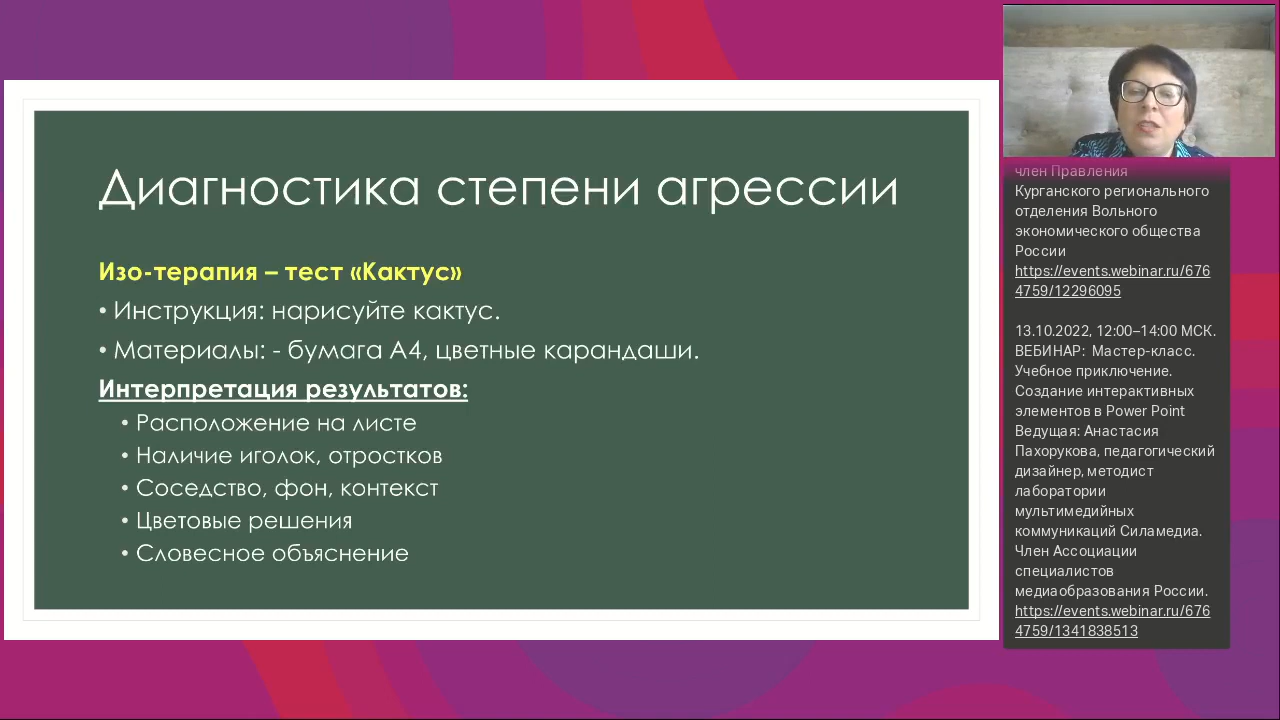 Диагностика степени агрессии
Изо-терапия – тест «Кактус»
• Инструкция: нарисуйте кактус.
• Материалы: - бумага А4, цветные карандаши.
Интерпретация результатов:
• Расположение на листе
• Наличие иголок, отростков
• Соседство, фон, контекст
• Цветовые решения
• Словесное объяснение
член Правления
Курганского регионального
отделения Вольного
экономического общества
России
https://events.webinar.ru/676
4759/12296095
13.10.2022, 12:00–14:00 МСК.
ВЕБИНАР:  Мастер-класс.
Учебное приключение.
Создание интерактивных
элементов в Power Point
Ведущая: Анастасия
Пахорукова, педагогический
дизайнер, методист
лаборатории
мультимедийных
коммуникаций Силамедиа.
Член Ассоциации
специалистов
медиаобразования России.
https://events.webinar.ru/676
4759/1341838513